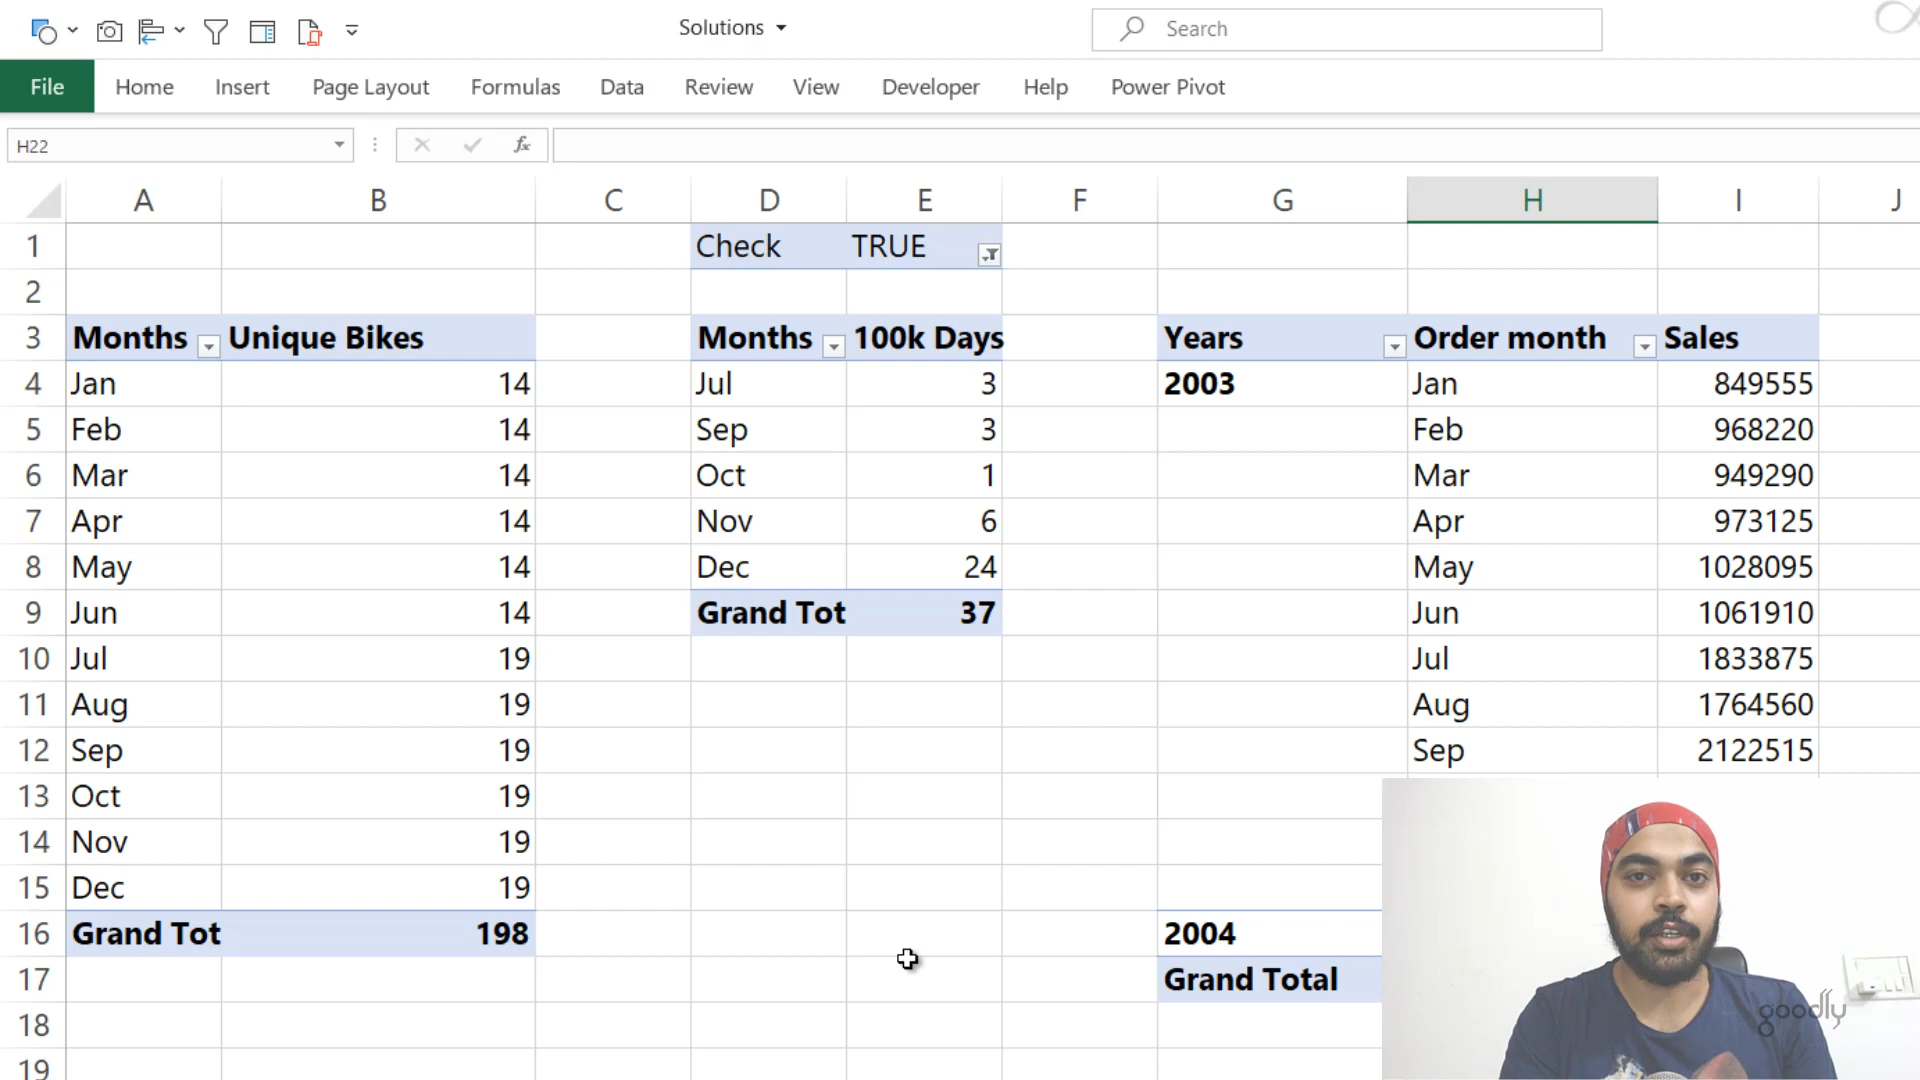 Solutions
Search
File Home Insert Page Layout Formulas Data Review View Developer Help Power Pivot
H22 fx
A B C D E F G H I J
1 Check TRUE
2
3 Months Unique Bikes Months 100k Days Years Order month Sales
4 Jan 14 Jul 3 2003 Jan 849555
5 Feb 14 Sep 3 Feb 968220
6 Mar 14 Oct 1 Mar 949290
7 Apr 14 Nov 6 Apr 973125
8 May 14 Dec 24 May 1028095
9 Jun 14 Grand Tot 37 Jun 1061910
10 Jul 19 Jul 1833875
11 Aug 19 Aug 1764560
12 Sep 19 Sep 2122515
13 Oct 19
14 Nov 19
15 Dec 19
16 Grand Tot 198 2004
17 Grand Total
goodly
18
19